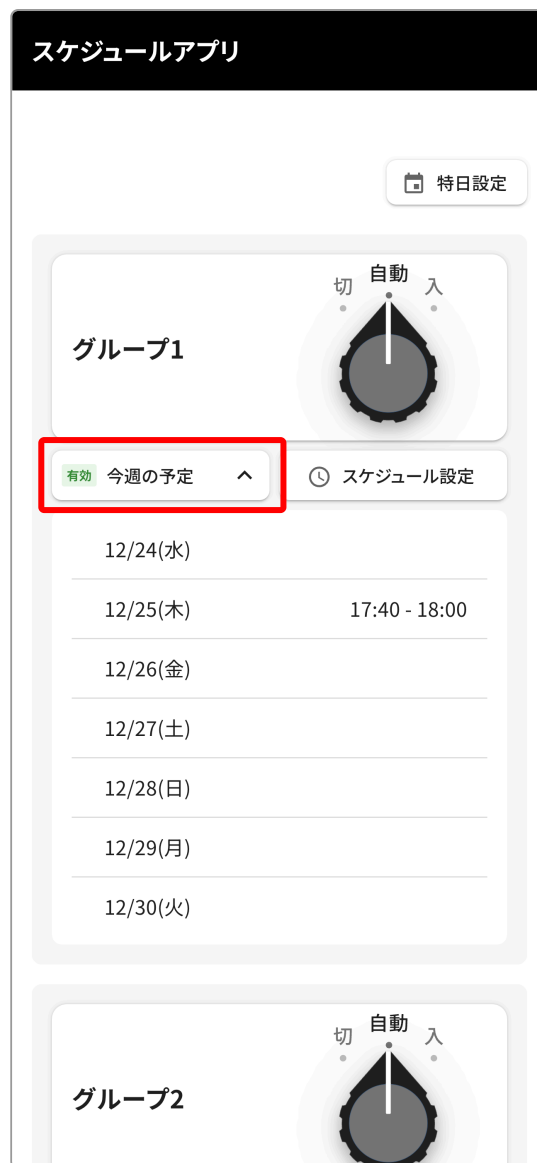 スケジュールアプリ
特日設定
グループ1
切 自動 入
有効 今週の予定
スケジュール設定
12/24(水)
12/25(木) 17:40 - 18:00
12/26(金)
12/27(土)
12/28(日)
12/29(月)
12/30(火)
グループ2
切 自動 入